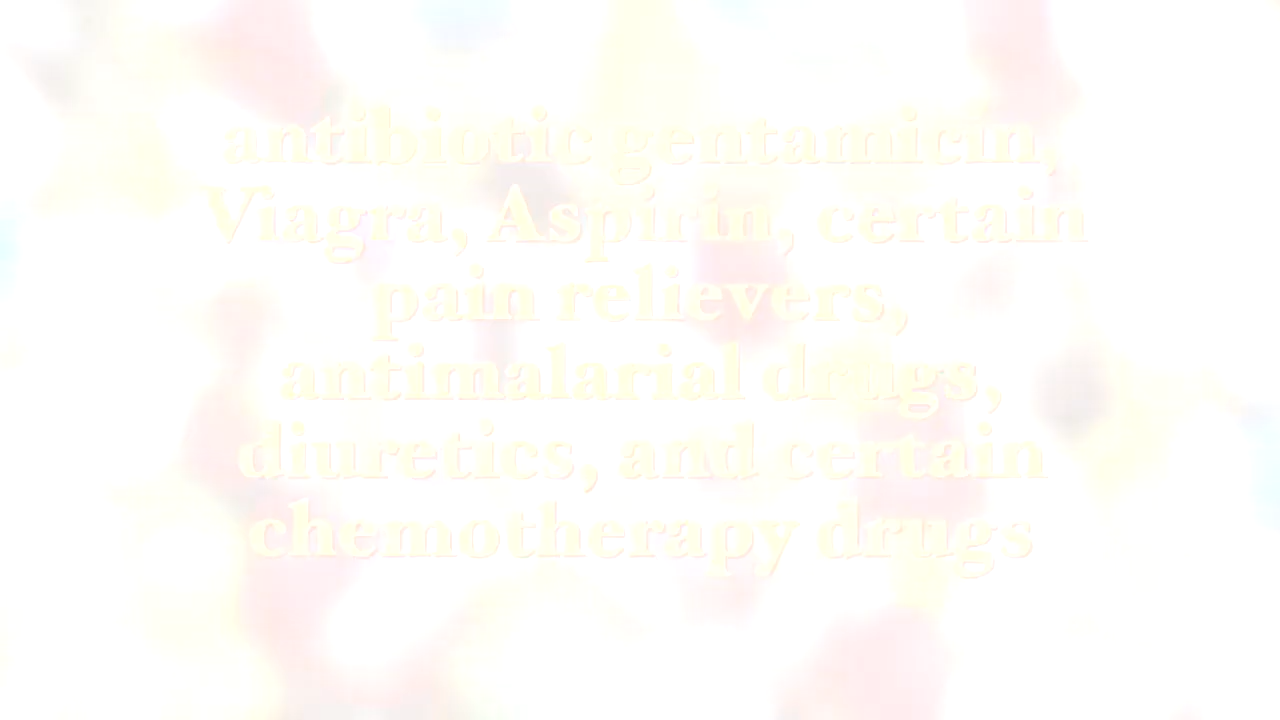 antibiotic gentamicin,
Viagra, Aspirin, certain
pain relievers,
antimalarial drugs,
diuretics, and certain
chemotherapy drugs